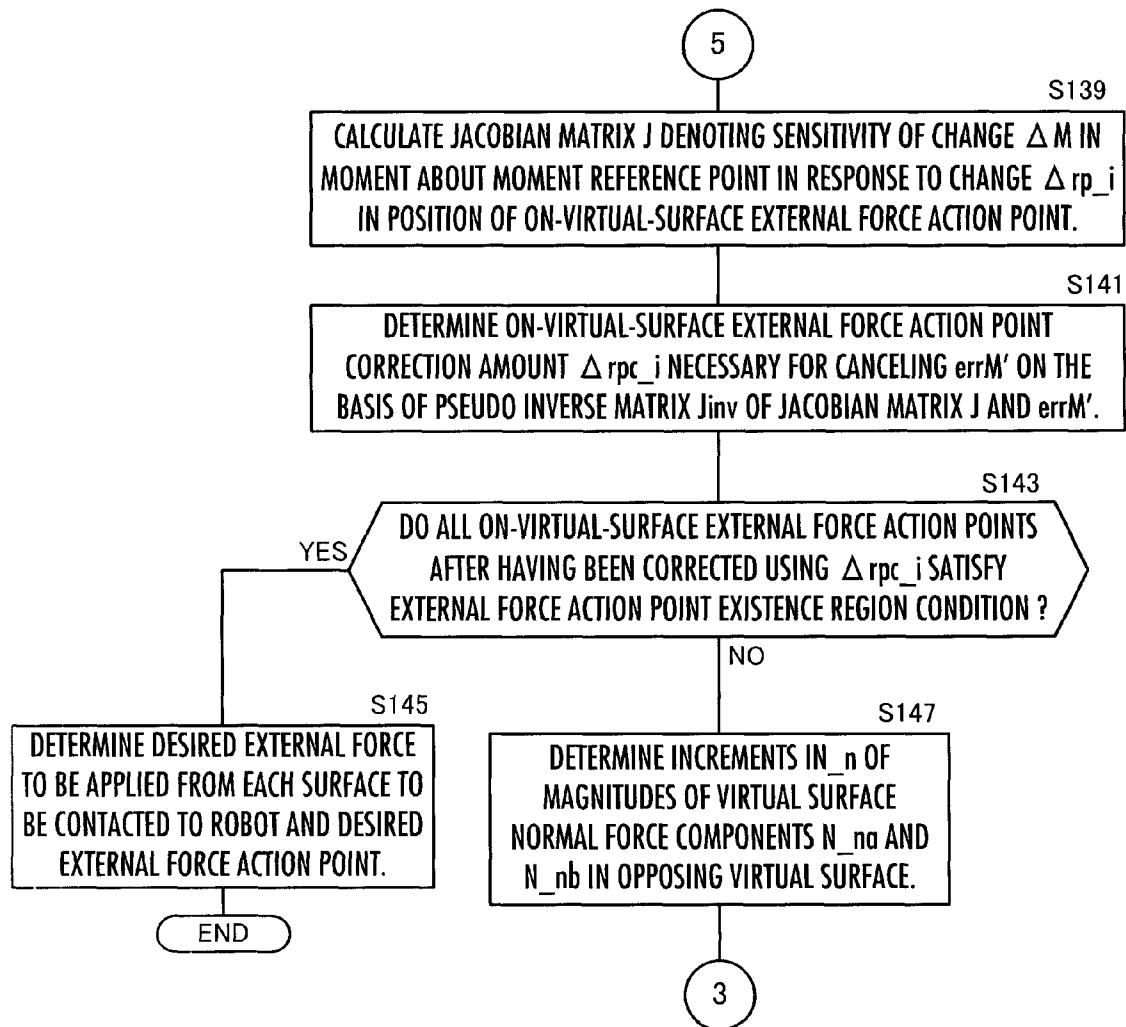 5
S139
CALCULATE JACOBIAN MATRIX J DENOTING SENSITIVITY OF CHANGE Δ M IN
MOMENT ABOUT MOMENT REFERENCE POINT IN RESPONSE TO CHANGE Δ rp_i
IN POSITION OF ON-VIRTUAL-SURFACE EXTERNAL FORCE ACTION POINT.
S141
DETERMINE ON-VIRTUAL-SURFACE EXTERNAL FORCE ACTION POINT
CORRECTION AMOUNT Δ rpc_i NECESSARY FOR CANCELING errM' ON THE
BASIS OF PSEUDO INVERSE MATRIX Jinv OF JACOBIAN MATRIX J AND errM'.
S143
DO ALL ON-VIRTUAL-SURFACE EXTERNAL FORCE ACTION POINTS
AFTER HAVING BEEN CORRECTED USING Δ rpc_i SATISFY
EXTERNAL FORCE ACTION POINT EXISTENCE REGION CONDITION ?
YES
NO
S145
DETERMINE DESIRED EXTERNAL FORCE
TO BE APPLIED FROM EACH SURFACE TO
BE CONTACTED TO ROBOT AND DESIRED
EXTERNAL FORCE ACTION POINT.
END
S147
DETERMINE INCREMENTS IN_n OF
MAGNITUDES OF VIRTUAL SURFACE
NORMAL FORCE COMPONENTS N_na AND
N_nb IN OPPOSING VIRTUAL SURFACE.
3